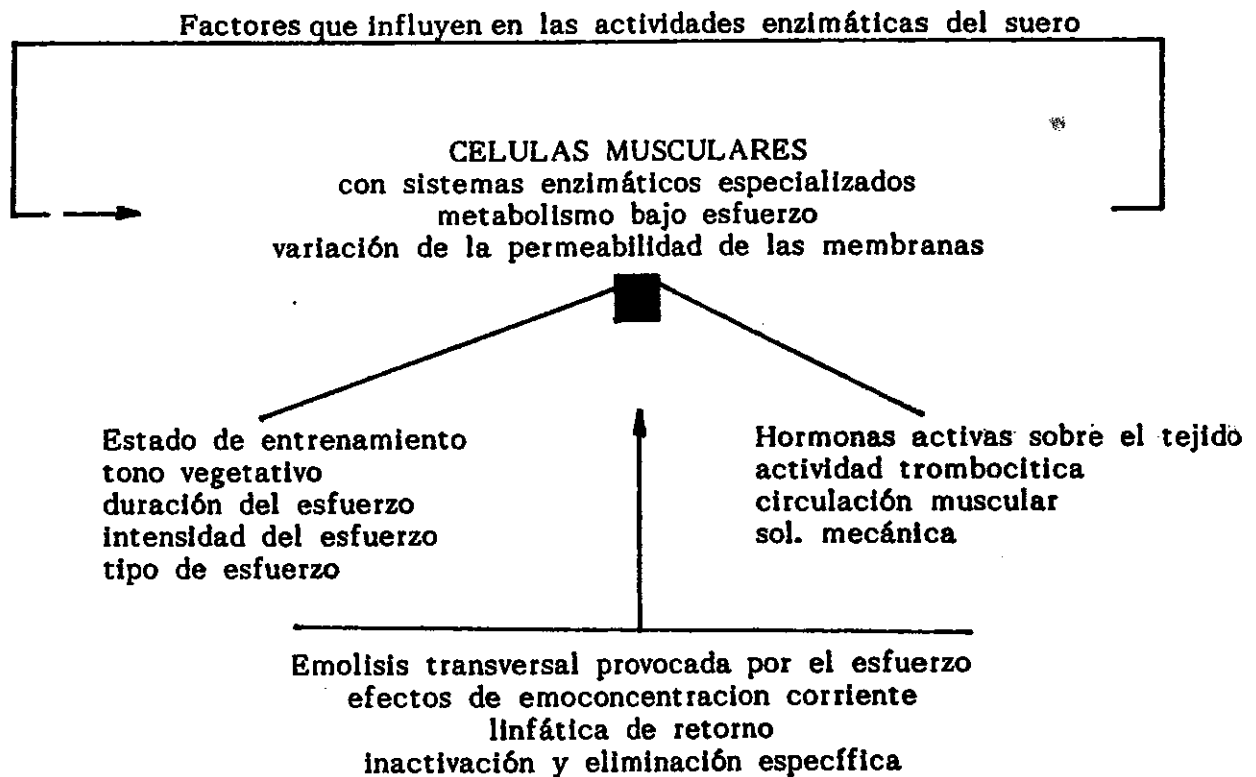 Factores que influyen en las actividades enzimáticas del suero
CELULAS MUSCULARES
con sistemas enzimáticos especializados
metabolismo bajo esfuerzo
variación de la permeabilidad de las membranas
Estado de entrenamiento
tono vegetativo
duración del esfuerzo
intensidad del esfuerzo
tipo de esfuerzo
Hormonas activas sobre el tejido
actividad trombocitica
circulación muscular
sol. mecánica
Emolisis transversal provocada por el esfuerzo
efectos de emoconcentracion corriente
linfática de retorno
inactivación y eliminación específica